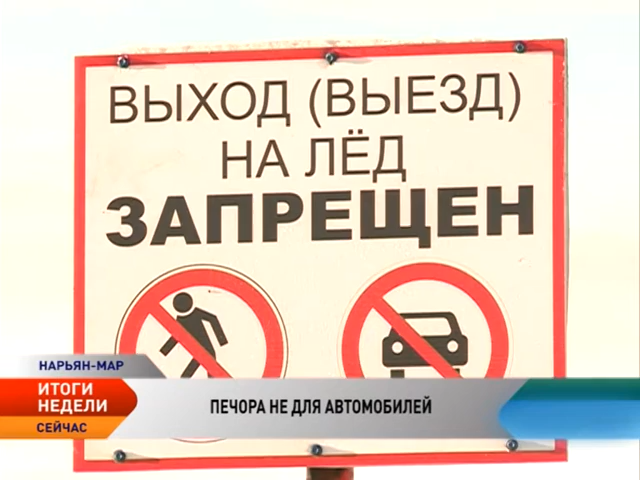 ВЫХОД (ВЫЕЗД)
НА ЛЁД
ЗАПРЕЩЕН
НАРЬЯН-МАР
ИТОГИ
НЕДЕЛИ
СЕЙЧАС
ПЕЧОРА НЕ ДЛЯ АВТОМОБИЛЕЙ